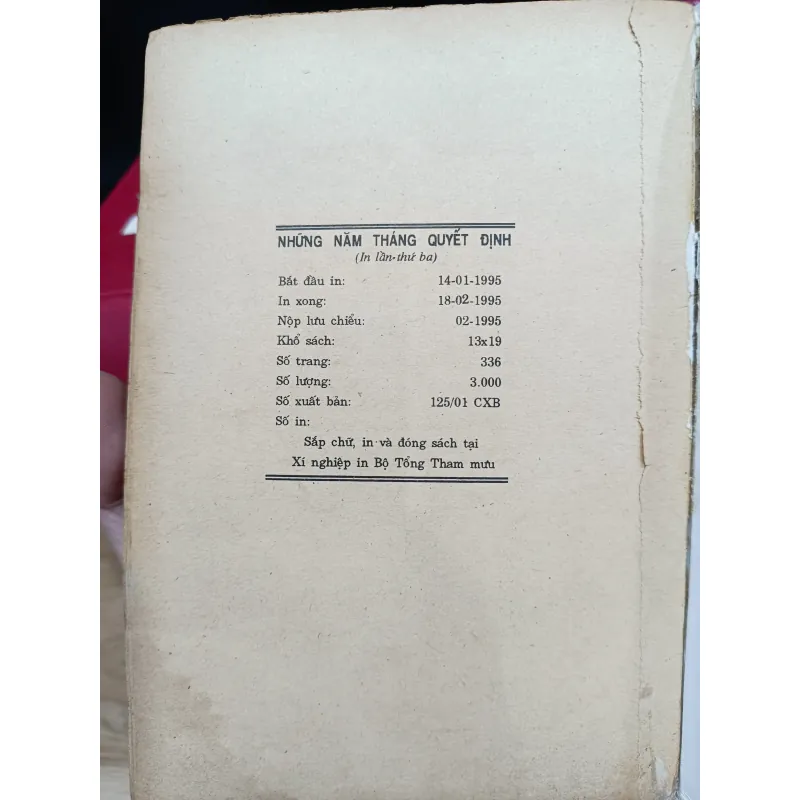 NHỮNG NĂM THÁNG QUYẾT ĐỊNH
(In lần thứ ba)
Bắt đầu in: 14-01-1995
In xong: 18-02-1995
Nộp lưu chiểu: 02-1995
Khổ sách: 13x19
Số trang: 336
Số lượng: 3.000
Số xuất bản: 125/01 CXB
Số in:
Sắp chữ, in và đóng sách tại
Xí nghiệp in Bộ Tổng Tham mưu